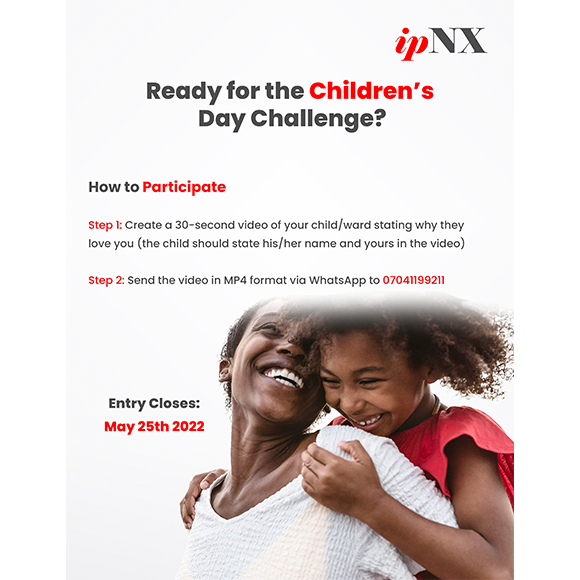 ipNX
Ready for the Children's
Day Challenge?
How to Participate
Step 1: Create a 30-second video of your child/ward stating why they
love you (the child should state his/her name and yours in the video)
Step 2: Send the video in MP4 format via WhatsApp to 07041199211
Entry Closes:
May 25th 2022